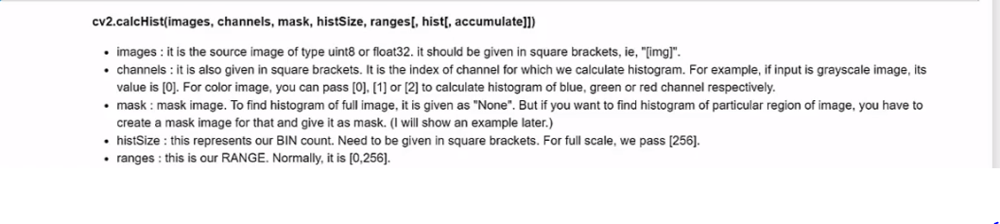 cv2.calcHist(images, channels, mask, histSize, ranges[, hist[, accumulate]])
• images : it is the source image of type uint8 or float32. it should be given in square brackets, ie, "[img]".
• channels : it is also given in square brackets. It is the index of channel for which we calculate histogram. For example, if input is grayscale image, its
value is [0]. For color image, you can pass [0], [1] or [2] to calculate histogram of blue, green or red channel respectively.
• mask : mask image. To find histogram of full image, it is given as "None". But if you want to find histogram of particular region of image, you have to
create a mask image for that and give it as mask. (I will show an example later.)
• histSize : this represents our BIN count. Need to be given in square brackets. For full scale, we pass [256].
• ranges : this is our RANGE. Normally, it is [0,256].